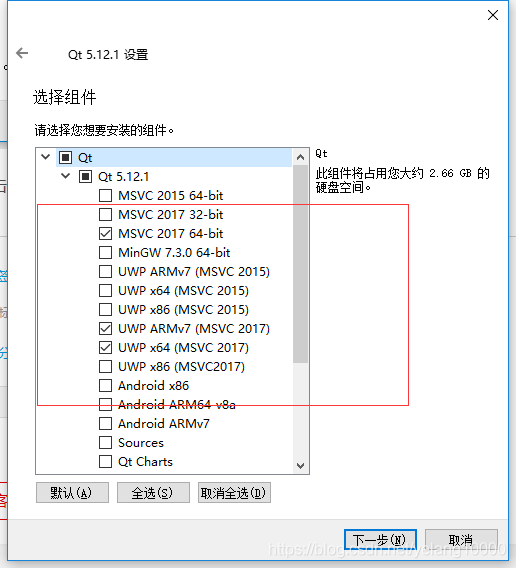 Qt 5.12.1 设置
选择组件
请选择您想要安装的组件。
Qt
Qt 5.12.1
MSVC 2015 64-bit
MSVC 2017 32-bit
MSVC 2017 64-bit
MinGW 7.3.0 64-bit
UWP ARMv7 (MSVC 2015)
UWP x64 (MSVC 2015)
UWP x86 (MSVC 2015)
UWP ARMv7 (MSVC 2017)
UWP x64 (MSVC 2017)
UWP x86 (MSVC2017)
Android x86
Android ARM64 v8a
Android ARMv7
Sources
Qt Charts
Qt
此组件将占用您大约 2.66 GB 的
硬盘空间。
默认(A)
全选(S)
取消全选(D)
下一步(N)
取消